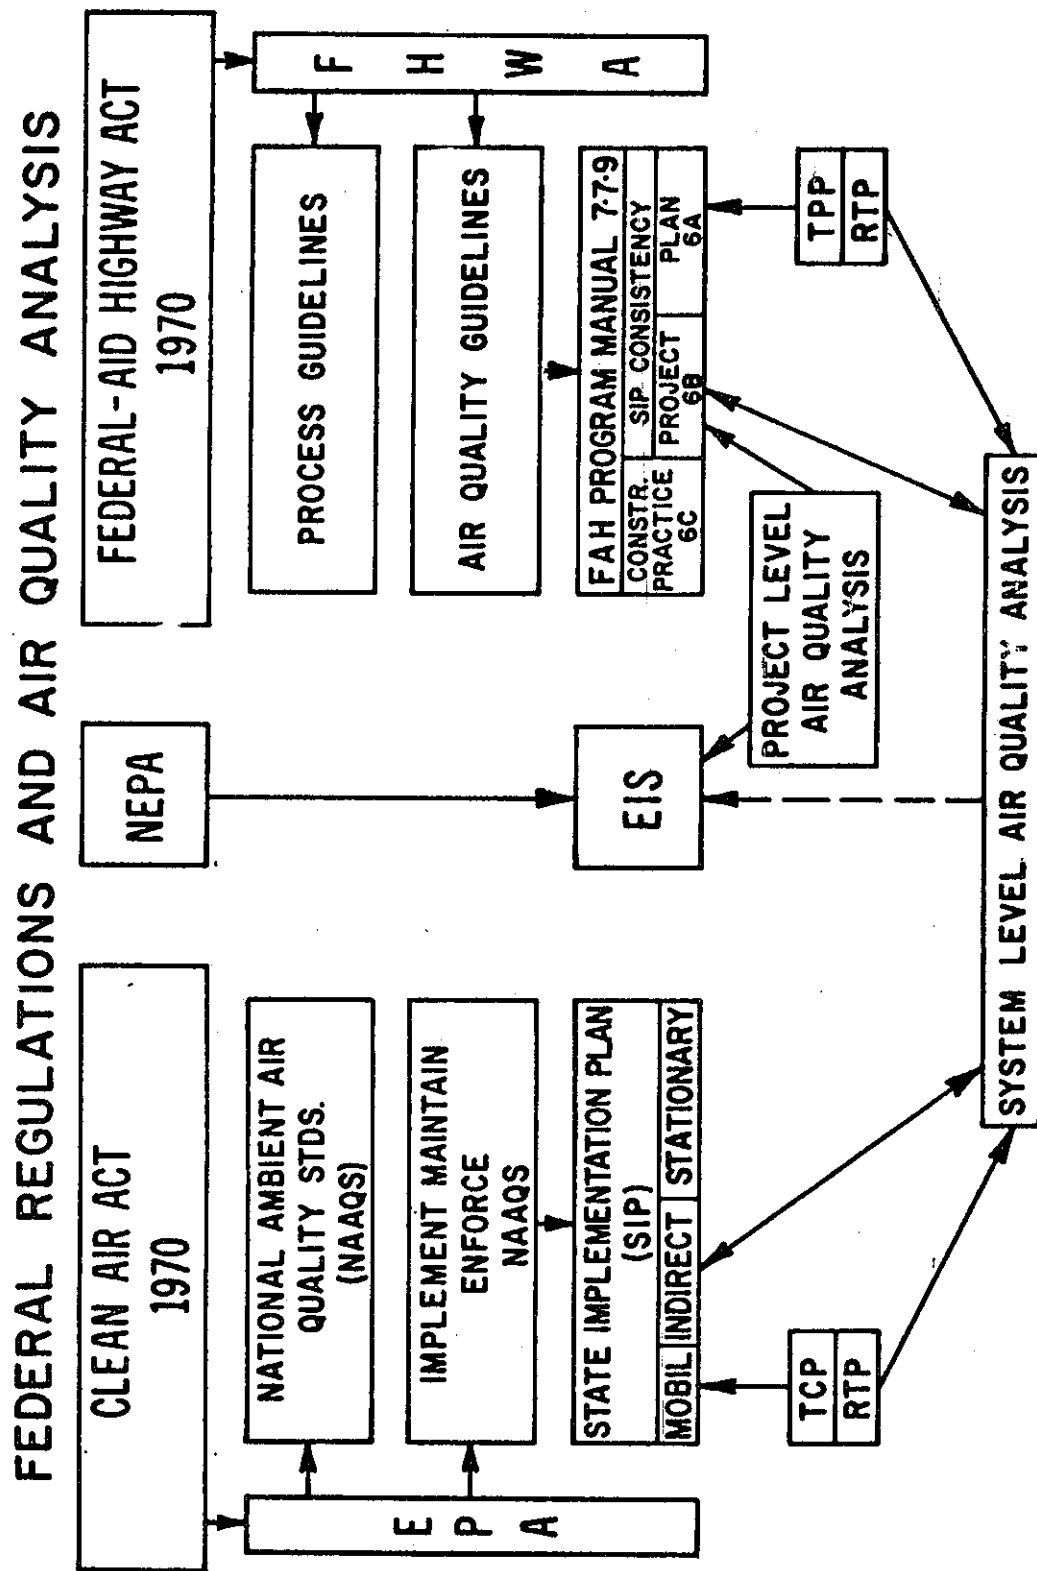 FEDERAL REGULATIONS AND AIR QUALITY ANALYSIS
CLEAN AIR ACT
1970
NEPA
FEDERAL-AID HIGHWAY ACT
1970
EPA
NATIONAL AMBIENT AIR
QUALITY STDS.
(NAAQS)
IMPLEMENT MAINTAIN
ENFORCE
NAAQS
STATE IMPLEMENTATION PLAN
(SIP)
MOBIL
INDIRECT
STATIONARY
TCP
RTP
EIS
PROJECT LEVEL
AIR QUALITY
ANALYSIS
FHWA
PROCESS GUIDELINES
AIR QUALITY GUIDELINES
FAH PROGRAM MANUAL 7·7·9
CONSTR.
PRACTICE
6C
SIP CONSISTENCY
PROJECT
6B
PLAN
6A
TPP
RTP
SYSTEM LEVEL AIR QUALITY ANALYSIS